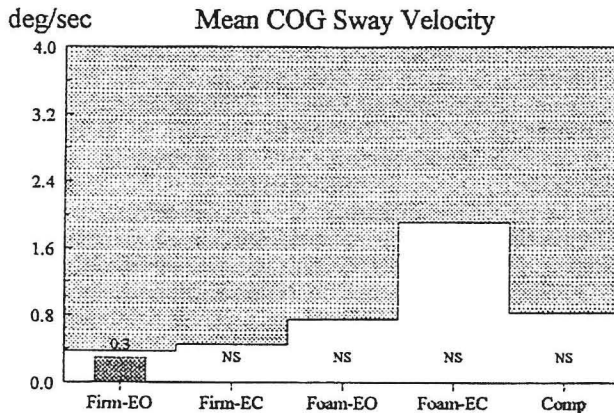 deg/sec Mean COG Sway Velocity
4.0
3.2
2.4
1.6
0.8
0.3
NS NS NS NS
0.0
Firm-EO Firm-EC Foam-EO Foam-EC Comp